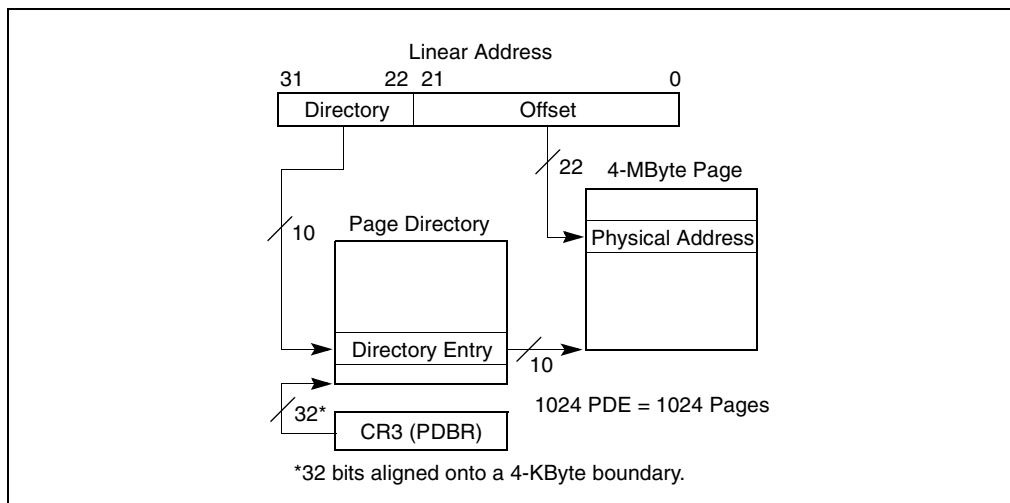 Linear Address
31 22 21 0
Directory Offset
22 4-MByte Page
10 Page Directory Physical Address
Directory Entry
10
32* 1024 PDE = 1024 Pages
CR3 (PDBR)
*32 bits aligned onto a 4-KByte boundary.